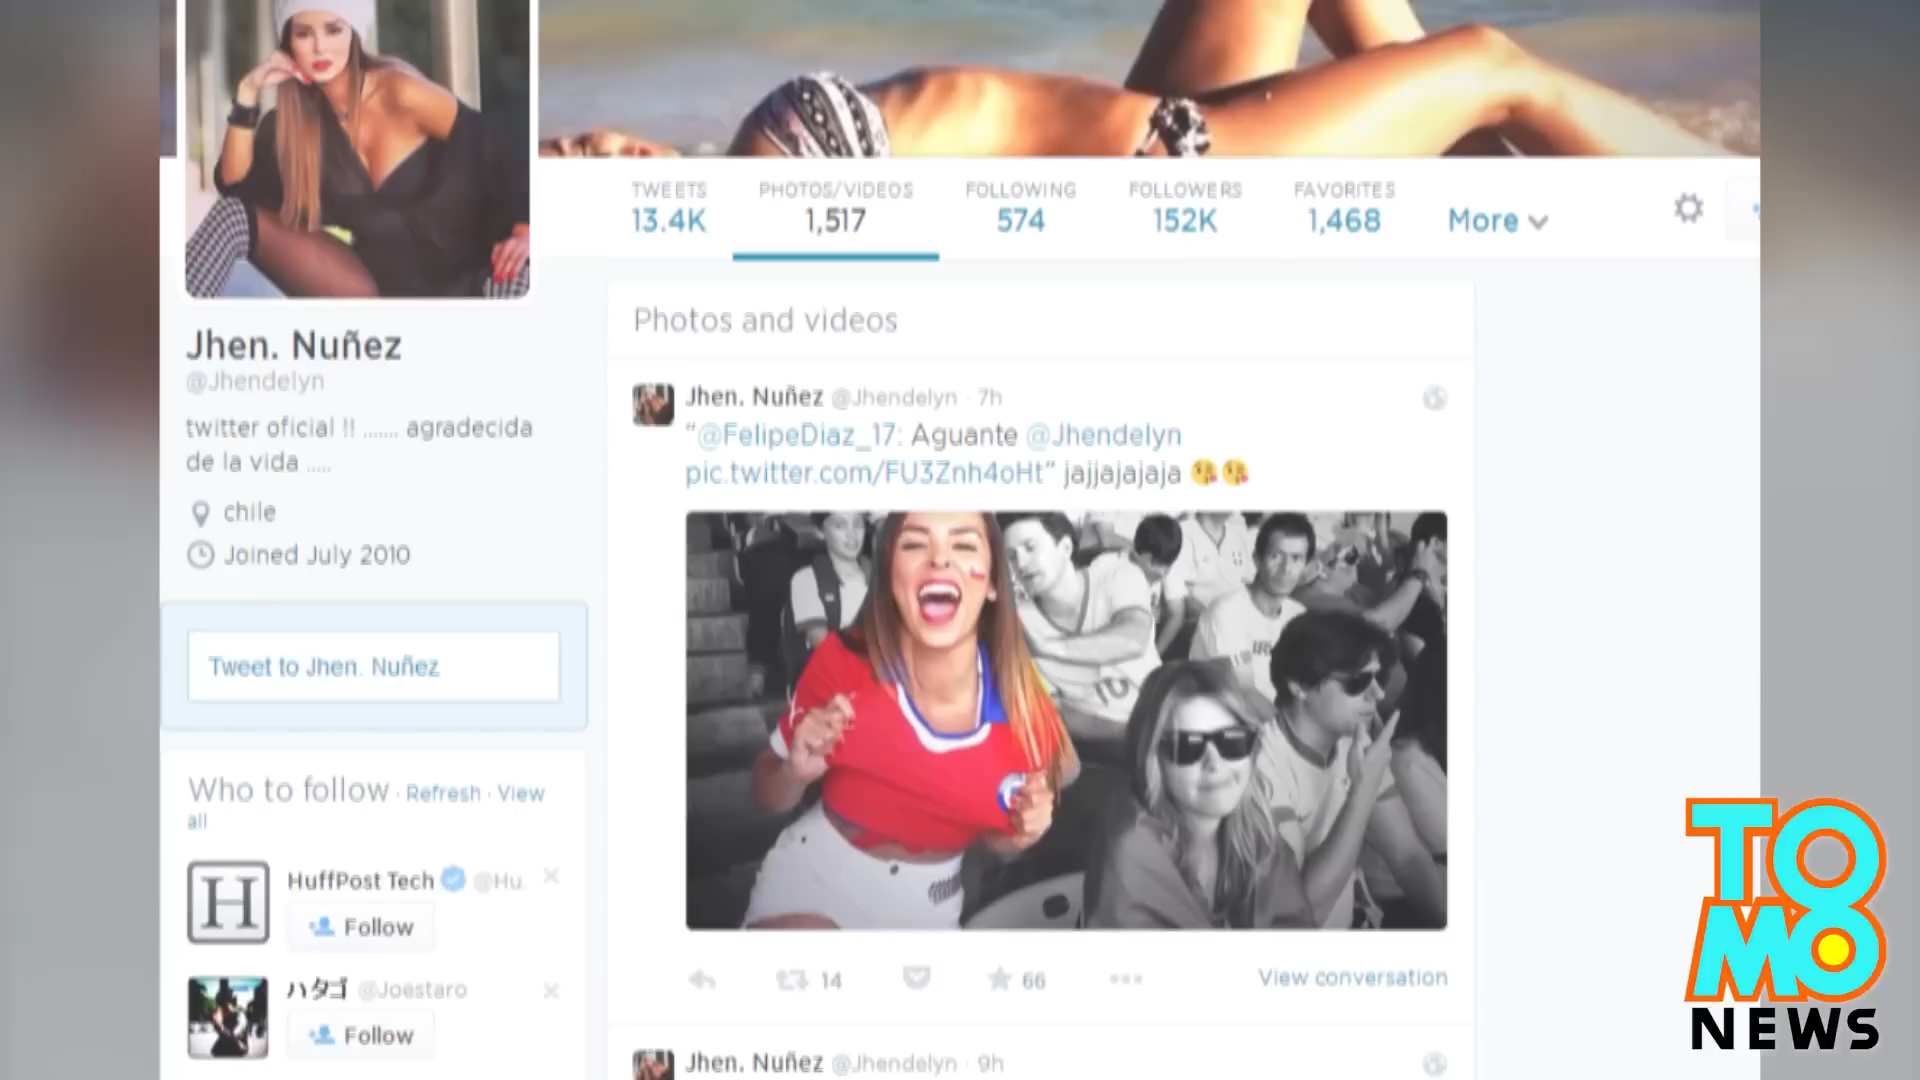 TWEETS
13.4K
PHOTOS/VIDEOS
1,517
FOLLOWING
574
FOLLOWERS
152K
FAVORITES
1,468
More
Jhen. Nuñez
@Jhendelyn
twitter oficial !! ....... agradecida
de la vida .....
chile
Joined July 2010
Tweet to Jhen. Nuñez
Who to follow · Refresh · View
all
HuffPost Tech @Hu.
H
Follow
ハタゴ @Joestaro
Follow
Photos and videos
Jhen. Nuñez @Jhendelyn · 7h
“@FelipeDiaz_17: Aguante @Jhendelyn
pic.twitter.com/FU3Znh4oHt” jajjajajaja 😘😘
14
66
View conversation
Jhen. Nuñez @Jhendelyn · 9h
TOMO
NEWS